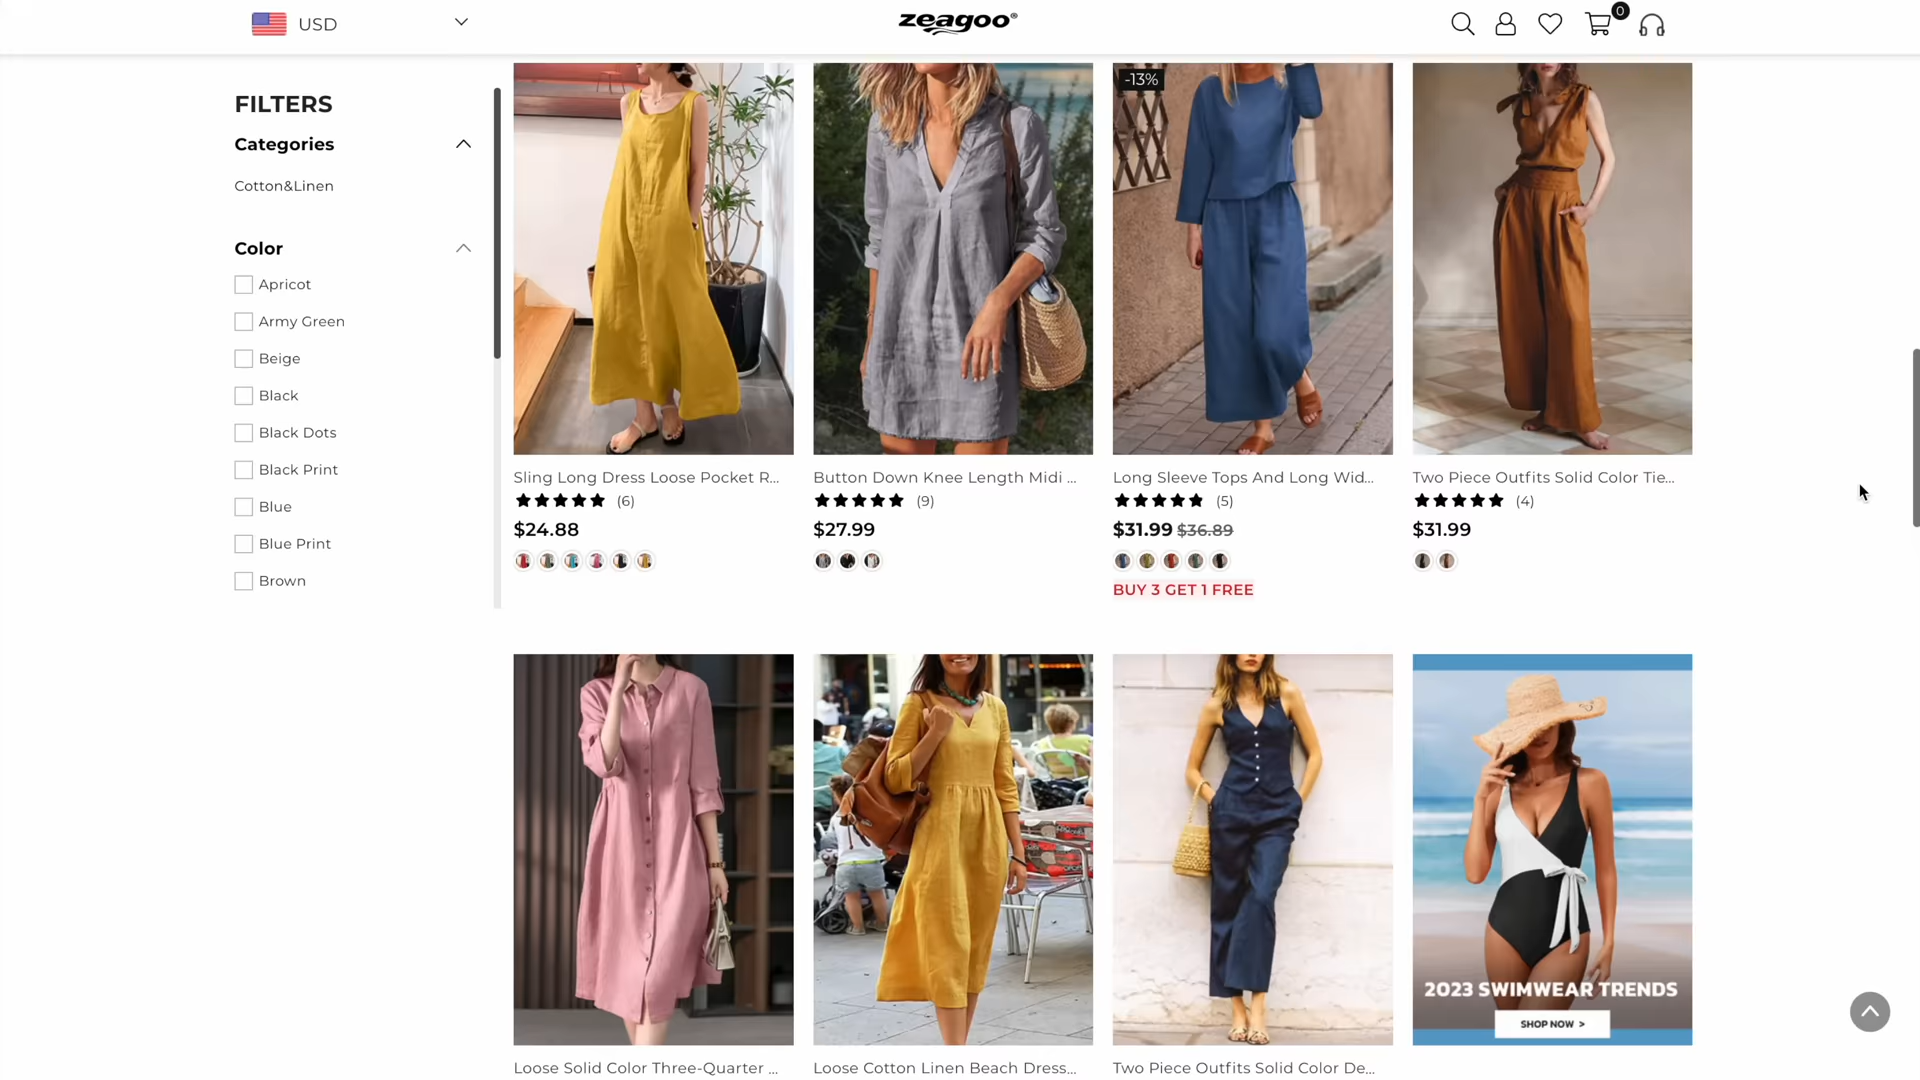 USD
zeagoo
0
FILTERS
Categories
Cotton&Linen
Color
Apricot
Army Green
Beige
Black
Black Dots
Black Print
Blue
Blue Print
Brown
-13%
Sling Long Dress Loose Pocket R...
(6)
$24.88
Button Down Knee Length Midi ...
(9)
$27.99
Long Sleeve Tops And Long Wid...
(5)
$31.99 $36.89
BUY 3 GET 1 FREE
Two Piece Outfits Solid Color Tie...
(4)
$31.99
2023 SWIMWEAR TRENDS
SHOP NOW >
Loose Solid Color Three-Quarter ...
Loose Cotton Linen Beach Dress...
Two Piece Outfits Solid Color De...